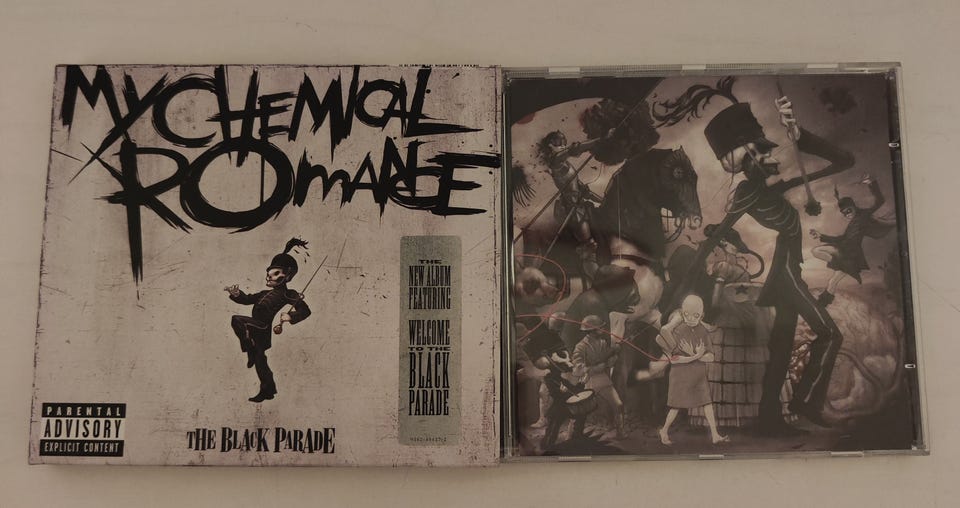 MY CHEMICAL
ROMANCE
THE
NEW ALBUM
FEATURING
WELCOME
TO THE
BLACK
PARADE
PARENTAL
ADVISORY
EXPLICIT CONTENT
THE BLACK PARADE